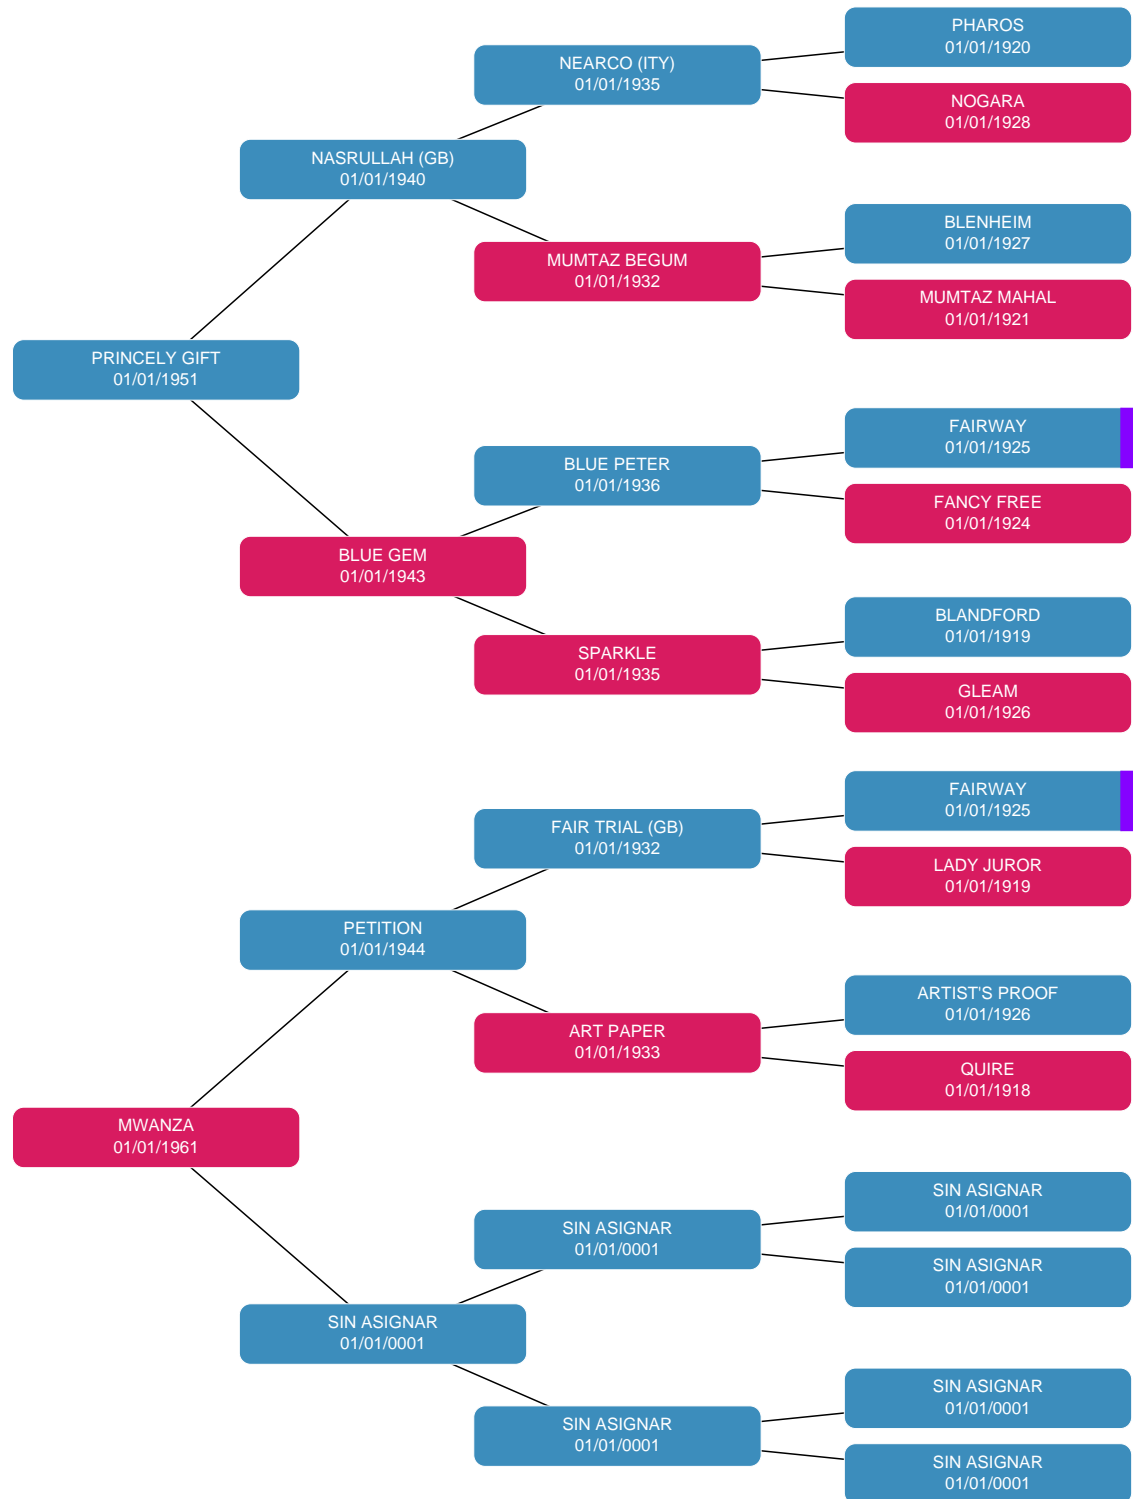 PHAROS
01/01/1920
NEARCO (ITY)
01/01/1935
NOGARA
01/01/1928
NASRULLAH (GB)
01/01/1940
BLENHEIM
01/01/1927
MUMTAZ BEGUM
01/01/1932
MUMTAZ MAHAL
01/01/1921
PRINCELY GIFT
01/01/1951
FAIRWAY
01/01/1925
BLUE PETER
01/01/1936
FANCY FREE
01/01/1924
BLUE GEM
01/01/1943
BLANDFORD
01/01/1919
SPARKLE
01/01/1935
GLEAM
01/01/1926
FAIRWAY
01/01/1925
FAIR TRIAL (GB)
01/01/1932
LADY JUROR
01/01/1919
PETITION
01/01/1944
ARTIST'S PROOF
01/01/1926
ART PAPER
01/01/1933
QUIRE
01/01/1918
MWANZA
01/01/1961
SIN ASIGNAR
01/01/0001
SIN ASIGNAR
01/01/0001
SIN ASIGNAR
01/01/0001
SIN ASIGNAR
01/01/0001
SIN ASIGNAR
01/01/0001
SIN ASIGNAR
01/01/0001
SIN ASIGNAR
01/01/0001